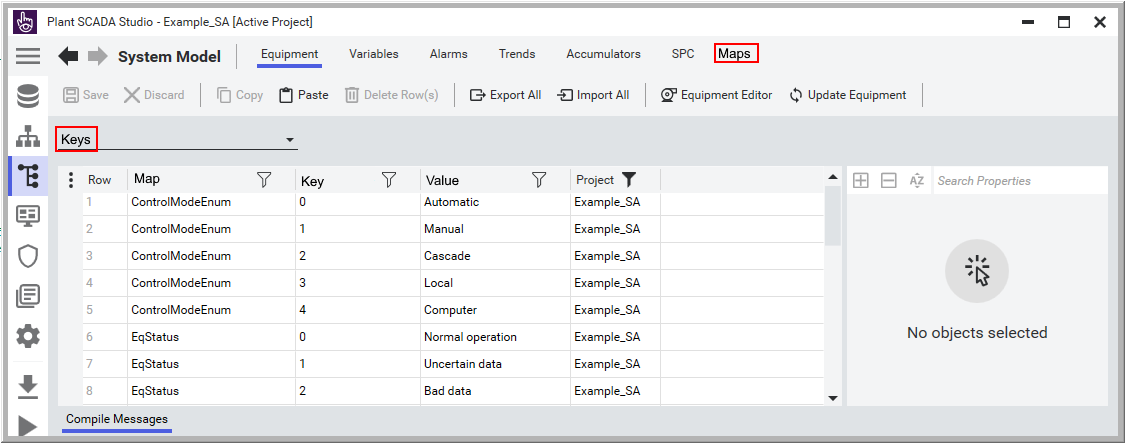 Plant SCADA Studio - Example_SA [Active Project]
System Model Equipment Variables Alarms Trends Accumulators SPC Maps
Save Discard Copy Paste Delete Row(s) Export All Import All Equipment Editor Update Equipment
Keys
Row Map Key Value Project
1 ControlModeEnum 0 Automatic Example_SA
2 ControlModeEnum 1 Manual Example_SA
3 ControlModeEnum 2 Cascade Example_SA
4 ControlModeEnum 3 Local Example_SA
5 ControlModeEnum 4 Computer Example_SA
6 EqStatus 0 Normal operation Example_SA
7 EqStatus 1 Uncertain data Example_SA
8 EqStatus 2 Bad data Example_SA
AZ Search Properties
No objects selected
Compile Messages